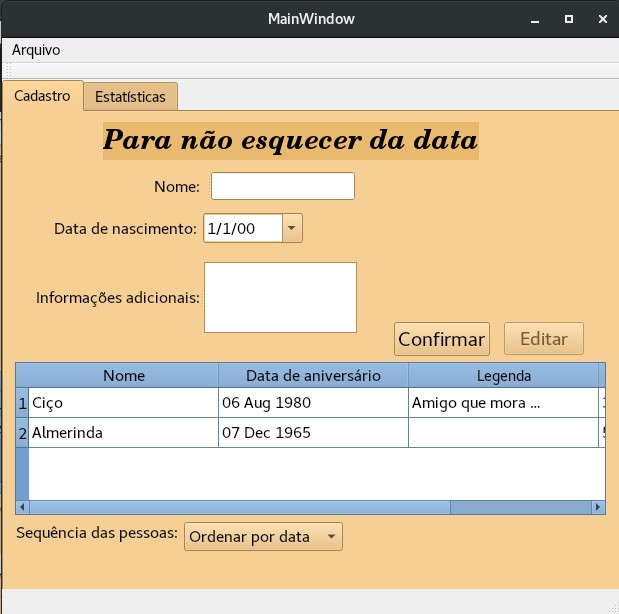 MainWindow
Arquivo
Cadastro Estatísticas
Para não esquecer da data
Nome:
Data de nascimento: 1/1/00
Informações adicionais:
Confirmar Editar
Nome Data de aniversário Legenda
1 Ciço 06 Aug 1980 Amigo que mora ...
2 Almerinda 07 Dec 1965
Sequência das pessoas: Ordenar por data